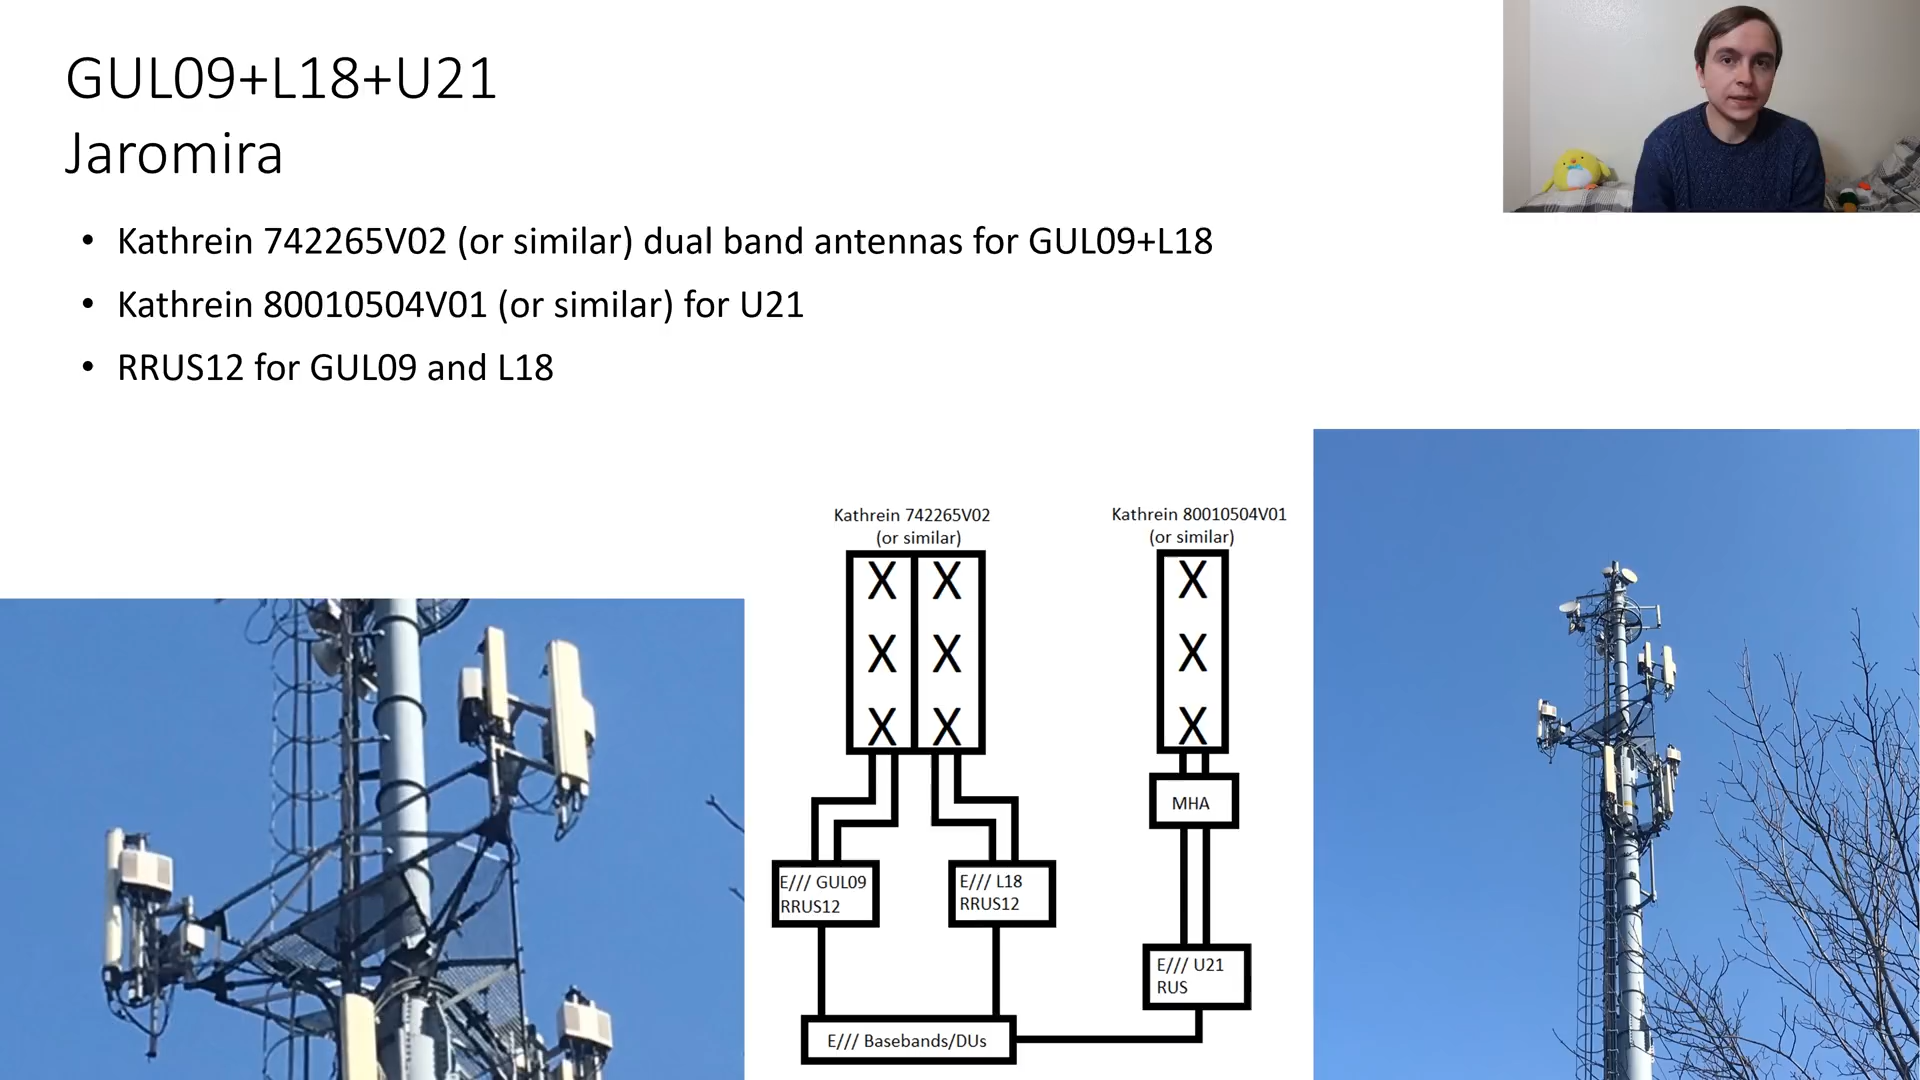 GUL09+L18+U21
Jaromira
• Kathrein 742265V02 (or similar) dual band antennas for GUL09+L18
• Kathrein 80010504V01 (or similar) for U21
• RRUS12 for GUL09 and L18
Kathrein 742265V02
(or similar)
Kathrein 80010504V01
(or similar)
X X
X X
X X
X
X
X
MHA
E/// GUL09
RRUS12
E/// L18
RRUS12
E/// U21
RUS
E/// Basebands/DUs